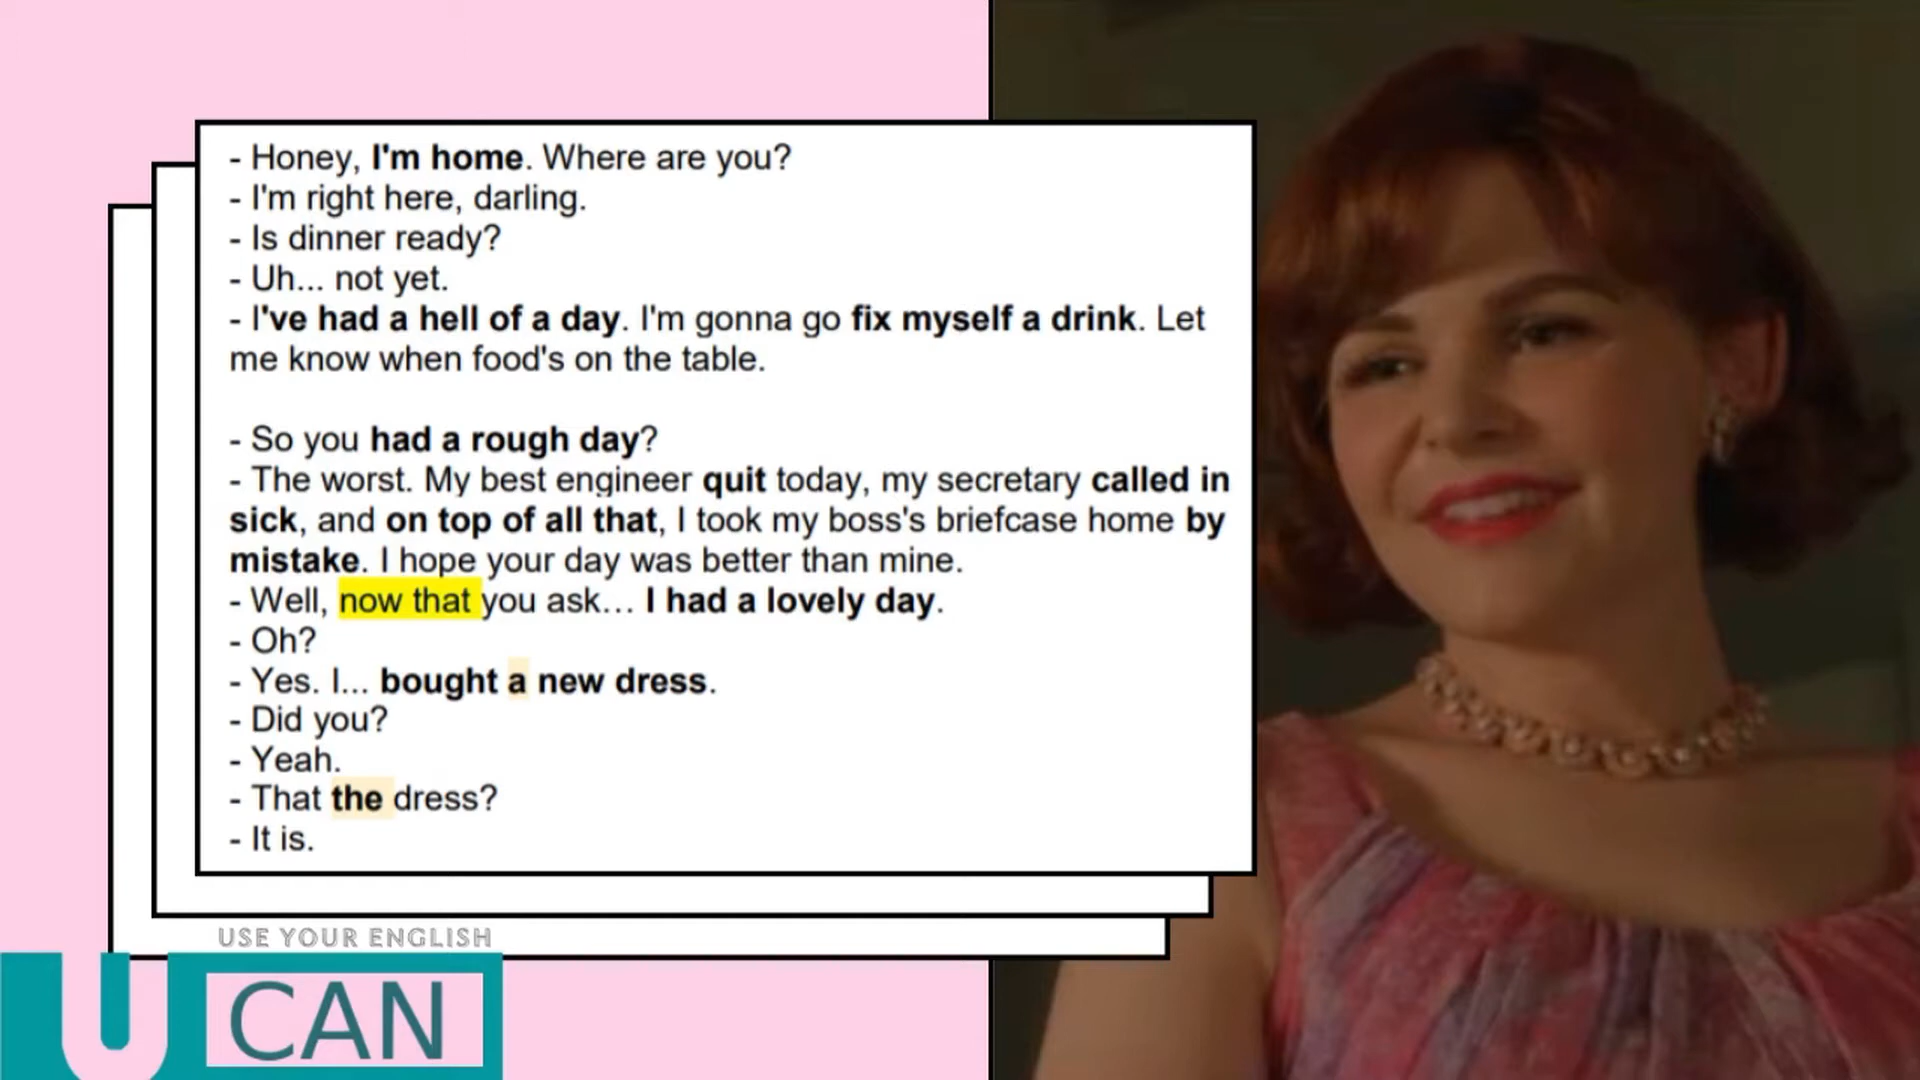 - Honey, I'm home. Where are you?
- I'm right here, darling.
- Is dinner ready?
- Uh... not yet.
- I've had a hell of a day. I'm gonna go fix myself a drink. Let
me know when food's on the table.
- So you had a rough day?
- The worst. My best engineer quit today, my secretary called in
sick, and on top of all that, I took my boss's briefcase home by
mistake. I hope your day was better than mine.
- Well, now that you ask... I had a lovely day.
- Oh?
- Yes. I... bought a new dress.
- Did you?
- Yeah.
- That the dress?
- It is.
USE YOUR ENGLISH
U CAN